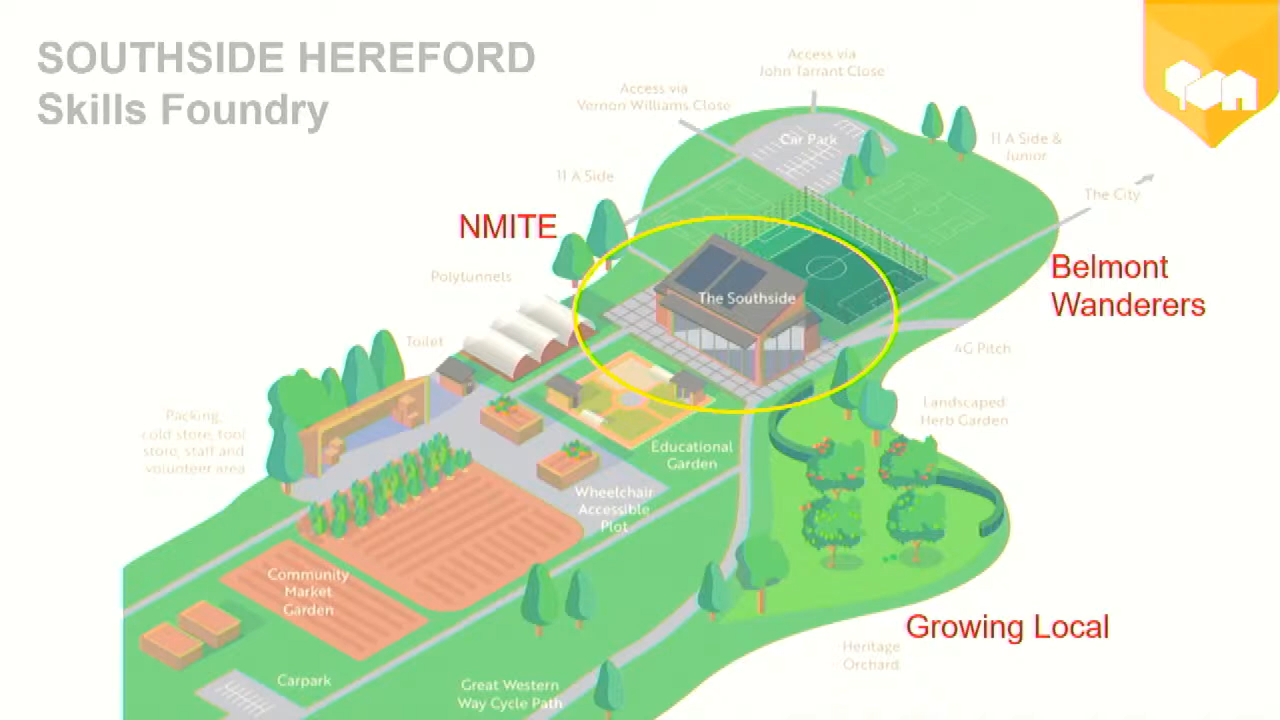 SOUTHSIDE HEREFORD
Skills Foundry
Access via
John Tarrant Close
Access via
Vernon Williams Close
Car Park
11 A Side &
Junior
11 A Side
The City
NMITE
Belmont
Wanderers
Polytunnels
The Southside
Toilet
4G Pitch
Landscaped
Herb Garden
Packing,
cold store, tool
store, staff and
volunteer area
Educational
Garden
Wheelchair
Accessible
Plot
Community
Market
Garden
Growing Local
Heritage
Orchard
Carpark
Great Western
Way Cycle Path